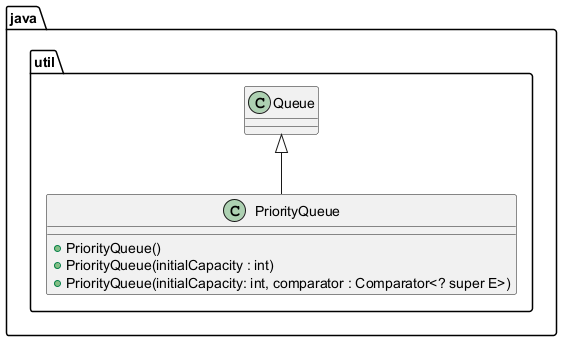 java
util
C Queue
C PriorityQueue
PriorityQueue()
PriorityQueue(initialCapacity : int)
PriorityQueue(initialCapacity: int, comparator : Comparator<? super E>)